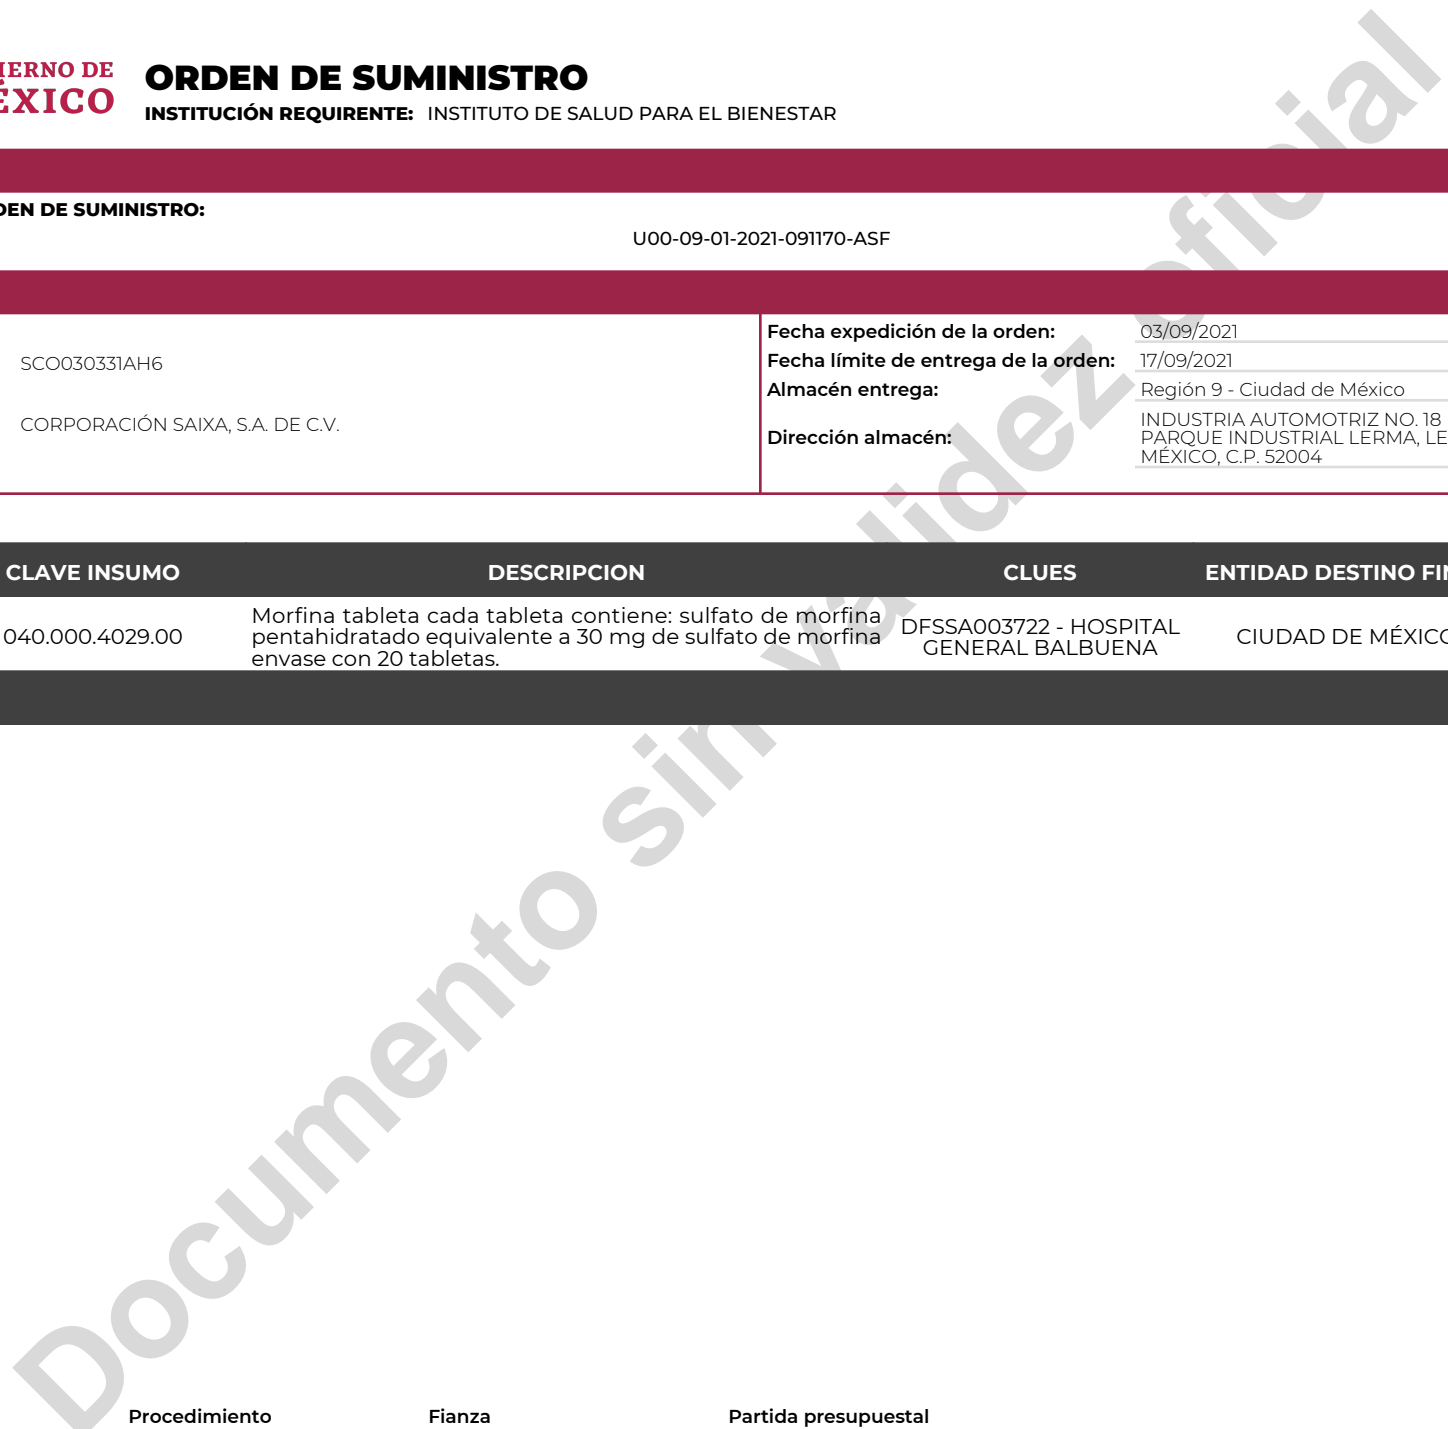 IERNO DE
ÉXICO
ORDEN DE SUMINISTRO
INSTITUCIÓN REQUIRENTE: INSTITUTO DE SALUD PARA EL BIENESTAR
DEN DE SUMINISTRO:
U00-09-01-2021-091170-ASF
SCO030331AH6
CORPORACIÓN SAIXA, S.A. DE C.V.
Fecha expedición de la orden: 03/09/2021
Fecha límite de entrega de la orden: 17/09/2021
Almacén entrega: Región 9 - Ciudad de México
Dirección almacén:
INDUSTRIA AUTOMOTRIZ NO. 18
PARQUE INDUSTRIAL LERMA, LE
MÉXICO, C.P. 52004
CLAVE INSUMO DESCRIPCION CLUES ENTIDAD DESTINO FIN
040.000.4029.00
Morfina tableta cada tableta contiene: sulfato de morfina
pentahidratado equivalente a 30 mg de sulfato de morfina
envase con 20 tabletas.
DFSSA003722 - HOSPITAL
GENERAL BALBUENA
CIUDAD DE MÉXICO
Documento sin validez oficial
Procedimiento Fianza Partida presupuestal